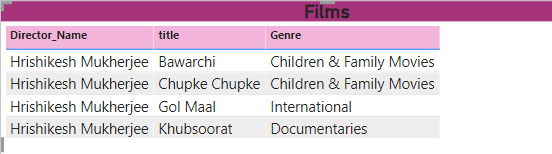 Films
Director_Name title Genre
Hrishikesh Mukherjee Bawarchi Children & Family Movies
Hrishikesh Mukherjee Chupke Chupke Children & Family Movies
Hrishikesh Mukherjee Gol Maal International
Hrishikesh Mukherjee Khubsoorat Documentaries